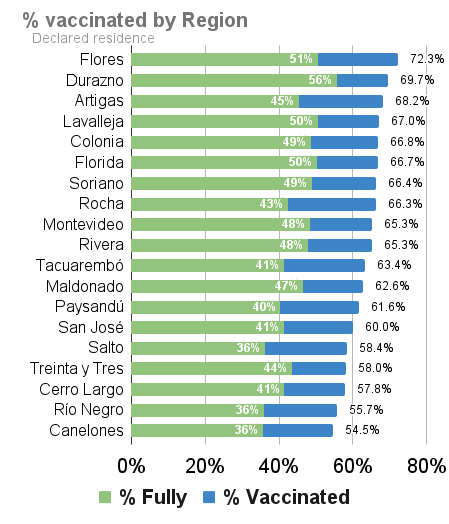 % vaccinated by Region
Declared residence
Flores 51% 72.3%
Durazno 56% 69.7%
Artigas 45% 68.2%
Lavalleja 50% 67.0%
Colonia 49% 66.8%
Florida 50% 66.7%
Soriano 49% 66.4%
Rocha 43% 66.3%
Montevideo 48% 65.3%
Rivera 48% 65.3%
Tacuarembó 41% 63.4%
Maldonado 47% 62.6%
Paysandú 40% 61.6%
San José 41% 60.0%
Salto 36% 58.4%
Treinta y Tres 44% 58.0%
Cerro Largo 41% 57.8%
Río Negro 36% 55.7%
Canelones 36% 54.5%
0% 20% 40% 60% 80%
% Fully % Vaccinated